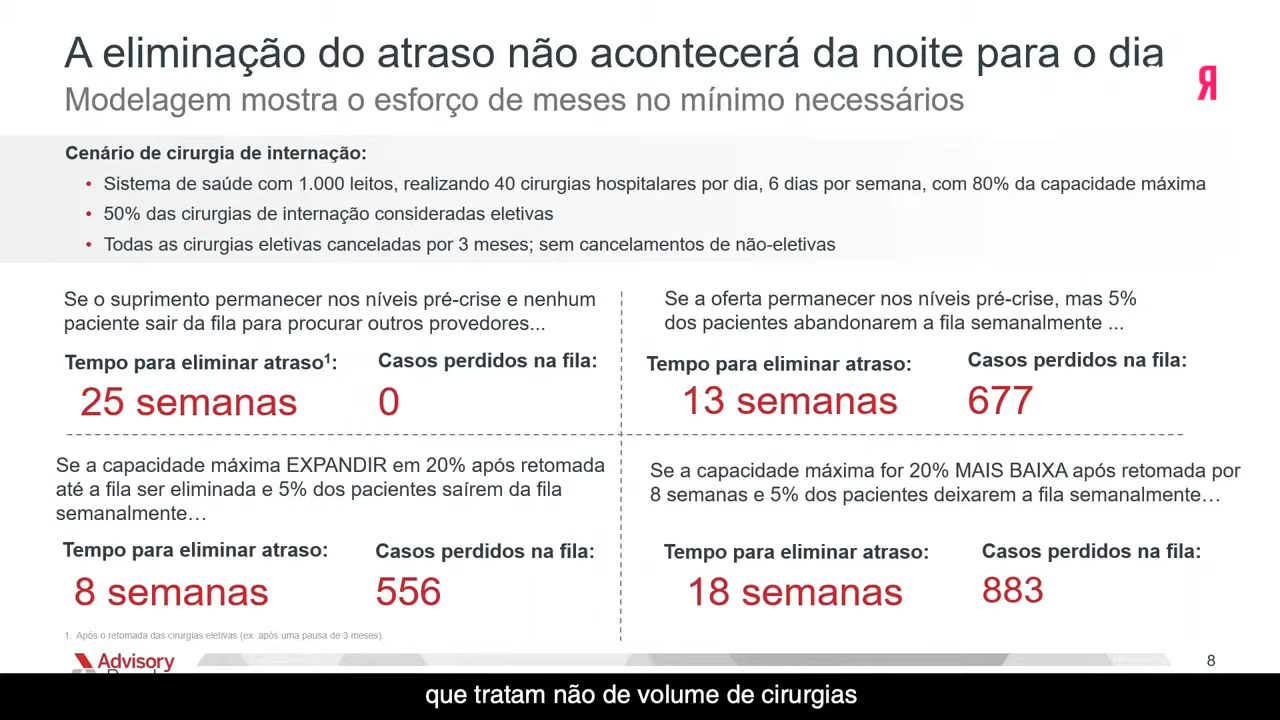 A eliminação do atraso não acontecerá da noite para o dia
Modelagem mostra o esforço de meses no mínimo necessários
Я
Cenário de cirurgia de internação:
• Sistema de saúde com 1.000 leitos, realizando 40 cirurgias hospitalares por dia, 6 dias por semana, com 80% da capacidade máxima
• 50% das cirurgias de internação consideradas eletivas
• Todas as cirurgias eletivas canceladas por 3 meses; sem cancelamentos de não-eletivas
Se o suprimento permanecer nos níveis pré-crise e nenhum
paciente sair da fila para procurar outros provedores...
Tempo para eliminar atraso¹:
25 semanas
Casos perdidos na fila:
0
Se a oferta permanecer nos níveis pré-crise, mas 5%
dos pacientes abandonarem a fila semanalmente ...
Tempo para eliminar atraso:
13 semanas
Casos perdidos na fila:
677
Se a capacidade máxima EXPANDIR em 20% após retomada
até a fila ser eliminada e 5% dos pacientes saírem da fila
semanalmente…
Tempo para eliminar atraso:
8 semanas
Casos perdidos na fila:
556
Se a capacidade máxima for 20% MAIS BAIXA após retomada por
8 semanas e 5% dos pacientes deixarem a fila semanalmente…
Tempo para eliminar atraso:
18 semanas
Casos perdidos na fila:
883
1. Após o retomada das cirurgias eletivas (ex. após uma pausa de 3 meses)
Advisory
8
que tratam não de volume de cirurgias